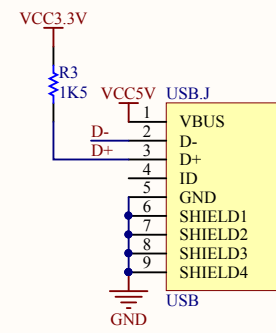 VCC3.3V
R3
1K5
VCC5V
USB.J
1 VBUS
D- 2 D-
D+ 3 D+
4 ID
5 GND
6 SHIELD1
7 SHIELD2
8 SHIELD3
9 SHIELD4
USB
GND